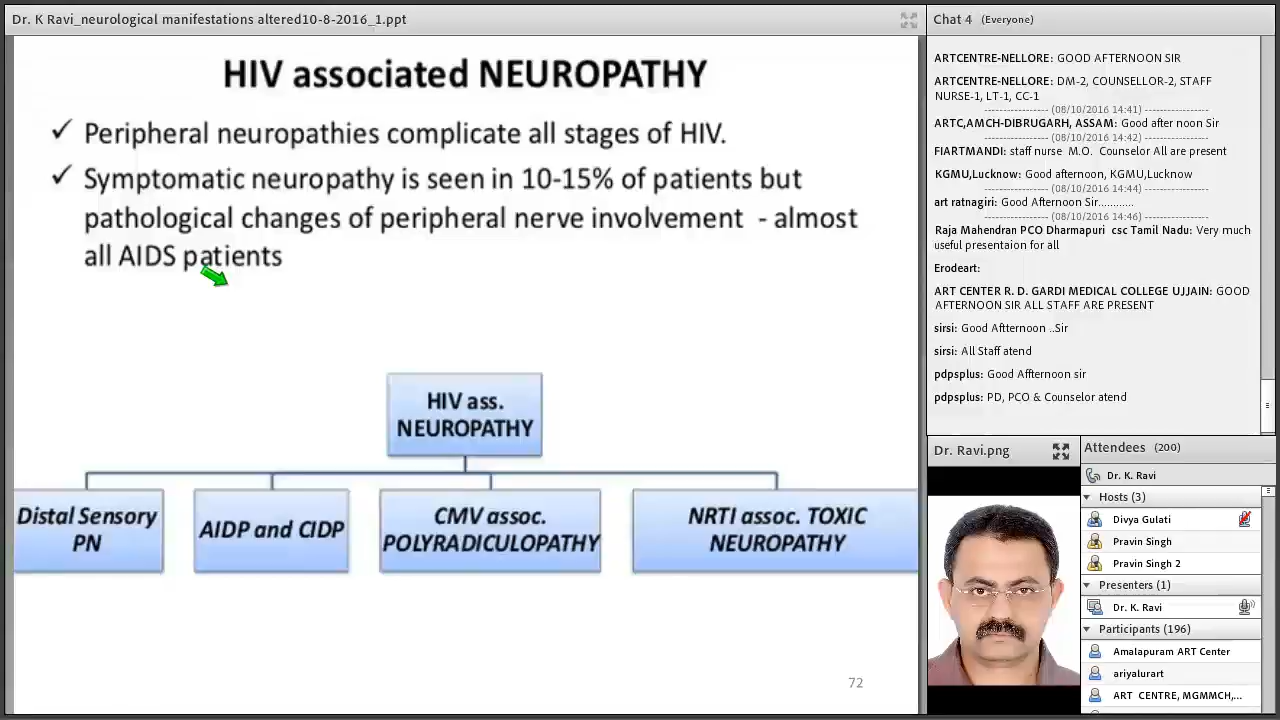 Dr. K Ravi_neurological manifestations altered10-8-2016_1.ppt
HIV associated NEUROPATHY
✓ Peripheral neuropathies complicate all stages of HIV.
✓ Symptomatic neuropathy is seen in 10-15% of patients but
pathological changes of peripheral nerve involvement - almost
all AIDS patients
HIV ass.
NEUROPATHY
Distal Sensory
PN
AIDP and CIDP
CMV assoc.
POLYRADICULOPATHY
NRTI assoc. TOXIC
NEUROPATHY
72
Chat 4 (Everyone)
ARTCENTRE-NELLORE: GOOD AFTERNOON SIR
ARTCENTRE-NELLORE: DM-2, COUNSELLOR-2, STAFF
NURSE-1, LT-1, CC-1
------------------ (08/10/2016 14:41) ------------------
ARTC,AMCH-DIBRUGARH, ASSAM: Good after noon Sir
------------------ (08/10/2016 14:42) ------------------
FIARTMANDI: staff nurse M.O. Counselor All are present
KGMU,Lucknow: Good afternoon, KGMU,Lucknow
------------------ (08/10/2016 14:44) ------------------
art ratnagiri: Good Afternoon Sir...........
------------------ (08/10/2016 14:46) ------------------
Raja Mahendran PCO Dharmapuri csc Tamil Nadu: Very much
useful presentaion for all
Erodeart:
ART CENTER R. D. GARDI MEDICAL COLLEGE UJJAIN: GOOD
AFTERNOON SIR ALL STAFF ARE PRESENT
sirsi: Good Aftternoon ..Sir
sirsi: All Staff atend
pdpsplus: Good Affternoon sir
pdpsplus: PD, PCO & Counselor atend
Dr. Ravi.png
Attendees (200)
Dr. K. Ravi
Hosts (3)
Divya Gulati
Pravin Singh
Pravin Singh 2
Presenters (1)
Dr. K. Ravi
Participants (196)
Amalapuram ART Center
ariyalurart
ART CENTRE, MGMMCH,...